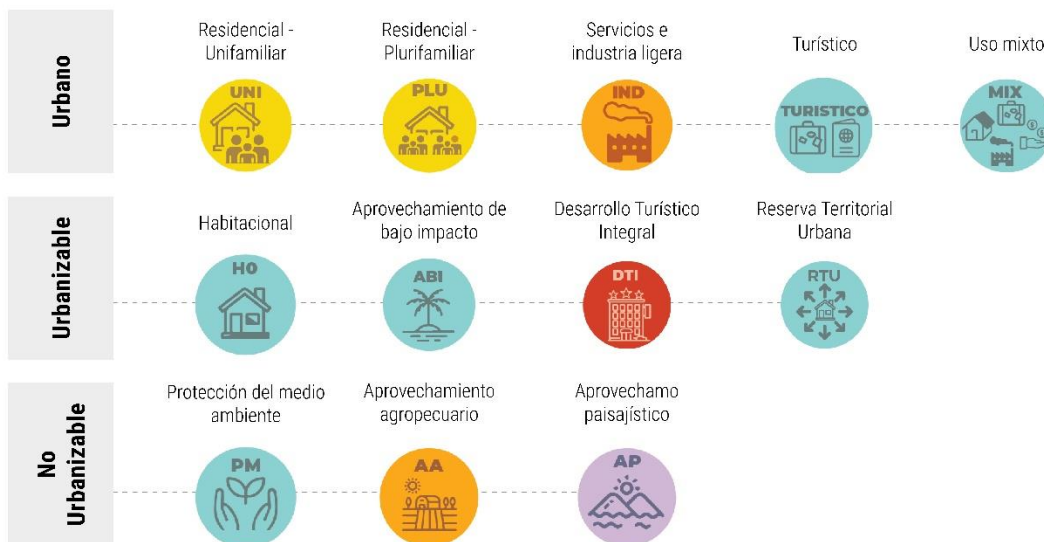 Urbano
Residencial -
Unifamiliar
UNI
Residencial -
Plurifamiliar
PLU
Servicios e
industria ligera
IND
Turístico
TURISTICO
Uso mixto
MIX
Urbanizable
Habitacional
H0
Aprovechamiento de
bajo impacto
ABI
Desarrollo Turístico
Integral
DTI
Reserva Territorial
Urbana
RTU
No
Urbanizable
Protección del medio
ambiente
PM
Aprovechamiento
agropecuario
AA
Aprovechamo
paisajístico
AP